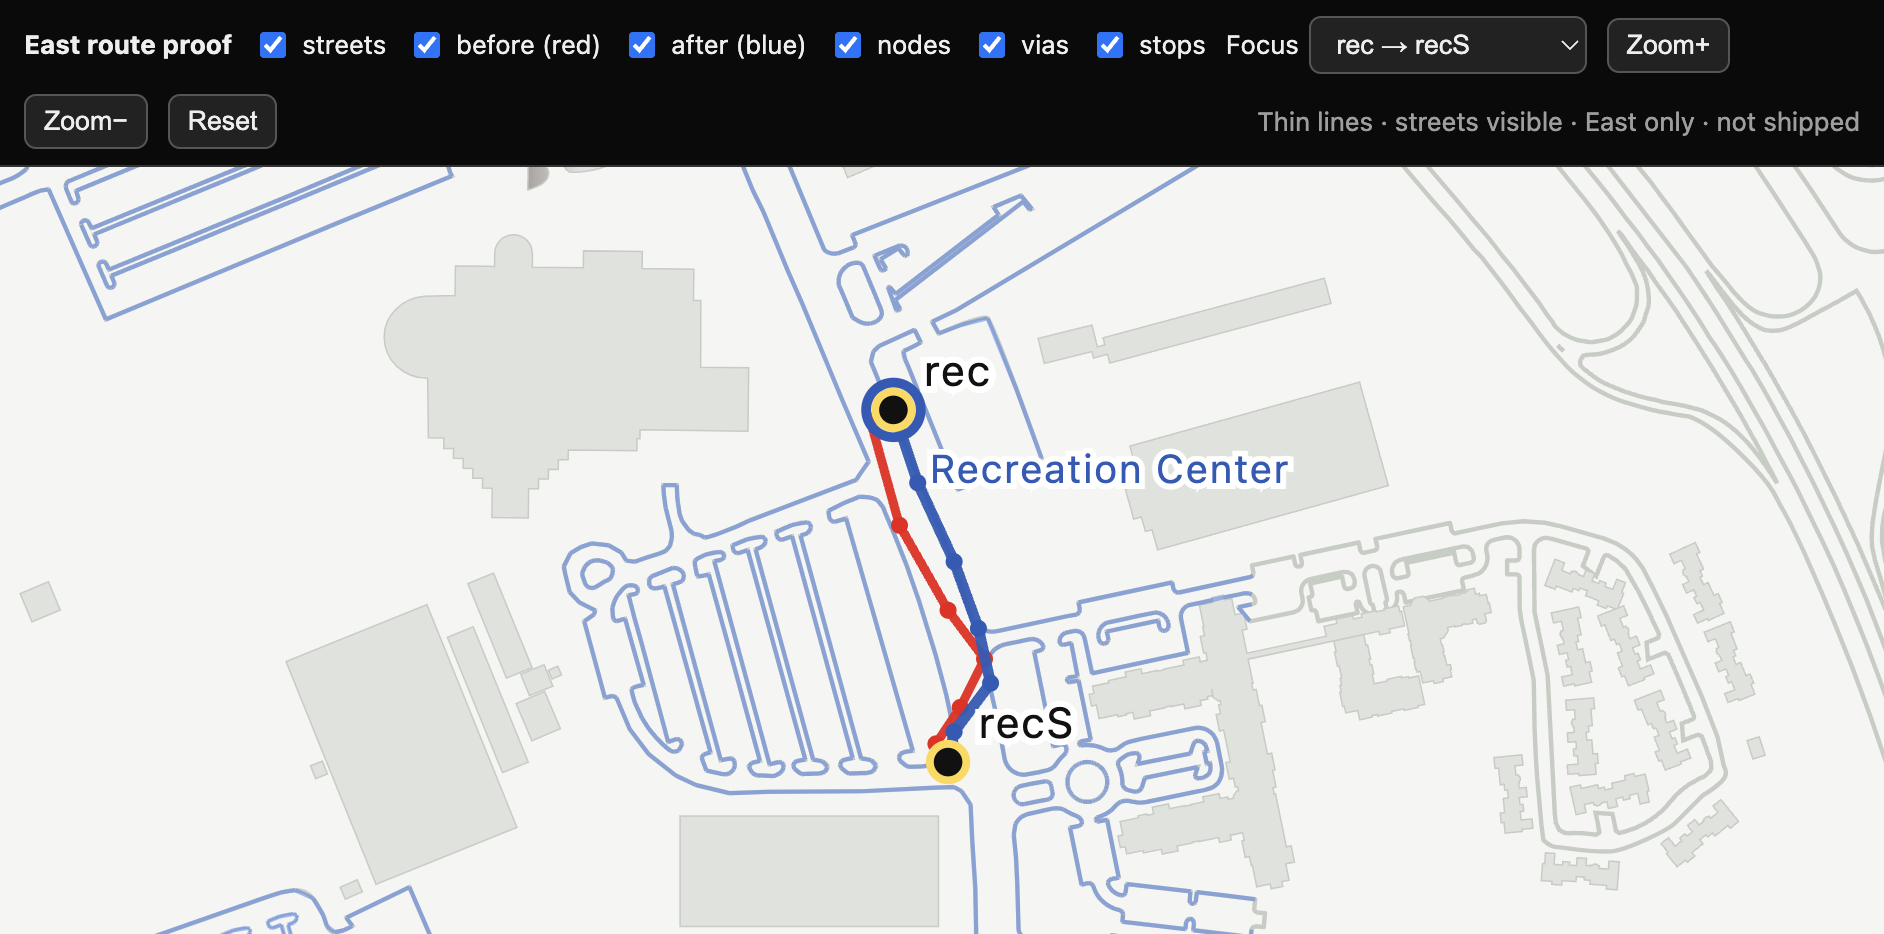 East route proof streets before (red) after (blue) nodes vias stops Focus rec → recS Zoom+
Zoom− Reset Thin lines · streets visible · East only · not shipped
rec
Recreation Center
recS